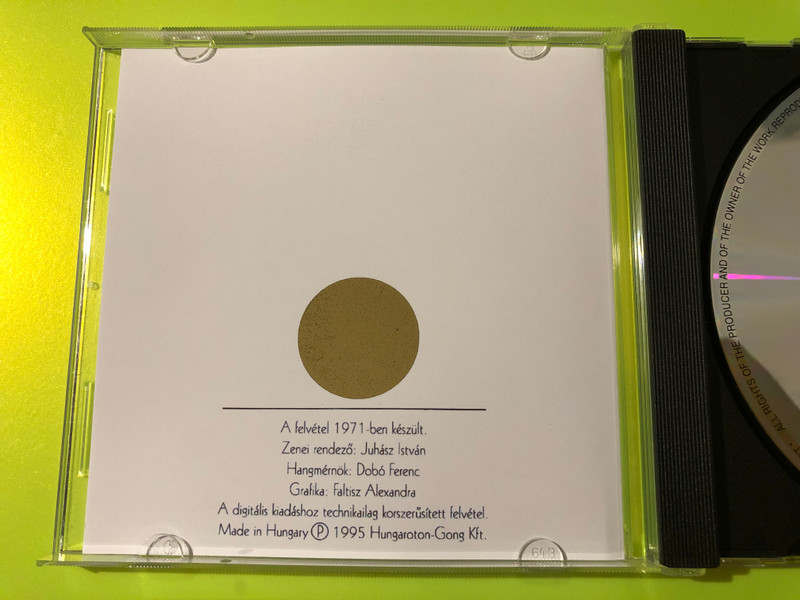 A felvétel 1971-ben készült.
Zenei rendező: Juhász István
Hangmérnök: Dobó Ferenc
Grafika: Faltisz Alexandra
A digitális kiadáshoz technikailag korszerűsített felvétel.
Made in Hungary Ⓟ 1995 Hungaroton-Gong Kft.
ALL RIGHTS OF THE PRODUCER AND OF THE OWNER OF THE WORK REPROD
643